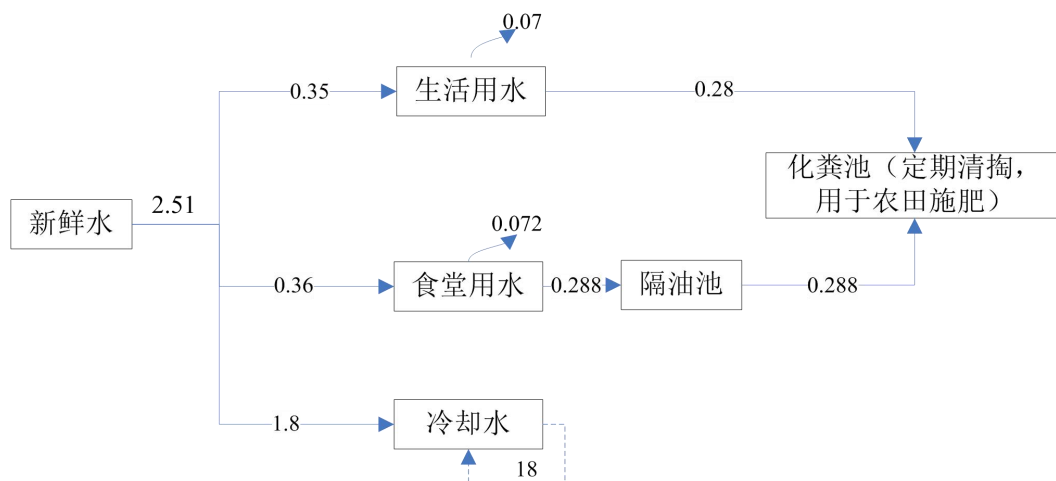 0.07
0.35
生活用水
0.28
化粪池（定期清掏，
用于农田施肥）
新鲜水
2.51
0.072
0.36
食堂用水
0.288
隔油池
0.288
1.8
冷却水
18